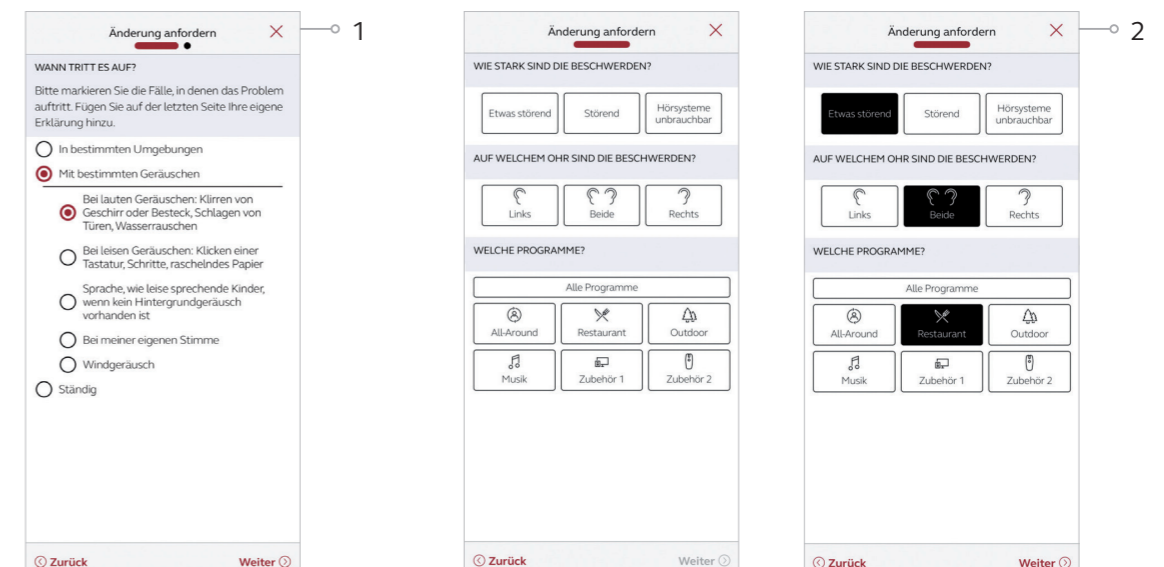 Änderung anfordern
1
WANN TRITT ES AUF?
Bitte markieren Sie die Fälle, in denen das Problem
auftritt. Fügen Sie auf der letzten Seite Ihre eigene
Erklärung hinzu.
In bestimmten Umgebungen
Mit bestimmten Geräuschen
Bei lauten Geräuschen: Klirren von
Geschirr oder Besteck, Schlagen von
Türen, Wasserrauschen
Bei leisen Geräuschen: Klicken einer
Tastatur, Schritte, raschelndes Papier
Sprache, wie leise sprechende Kinder,
wenn kein Hintergrundgeräusch
vorhanden ist
Bei meiner eigenen Stimme
Windgeräusch
Ständig
Zurück
Weiter
Änderung anfordern
WIE STARK SIND DIE BESCHWERDEN?
Etwas störend
Störend
Hörsysteme
unbrauchbar
AUF WELCHEM OHR SIND DIE BESCHWERDEN?
Links
Beide
Rechts
WELCHE PROGRAMME?
Alle Programme
All-Around
Restaurant
Outdoor
Musik
Zubehör 1
Zubehör 2
Zurück
Weiter
Änderung anfordern
2
WIE STARK SIND DIE BESCHWERDEN?
Etwas störend
Störend
Hörsysteme
unbrauchbar
AUF WELCHEM OHR SIND DIE BESCHWERDEN?
Links
Beide
Rechts
WELCHE PROGRAMME?
Alle Programme
All-Around
Restaurant
Outdoor
Musik
Zubehör 1
Zubehör 2
Zurück
Weiter